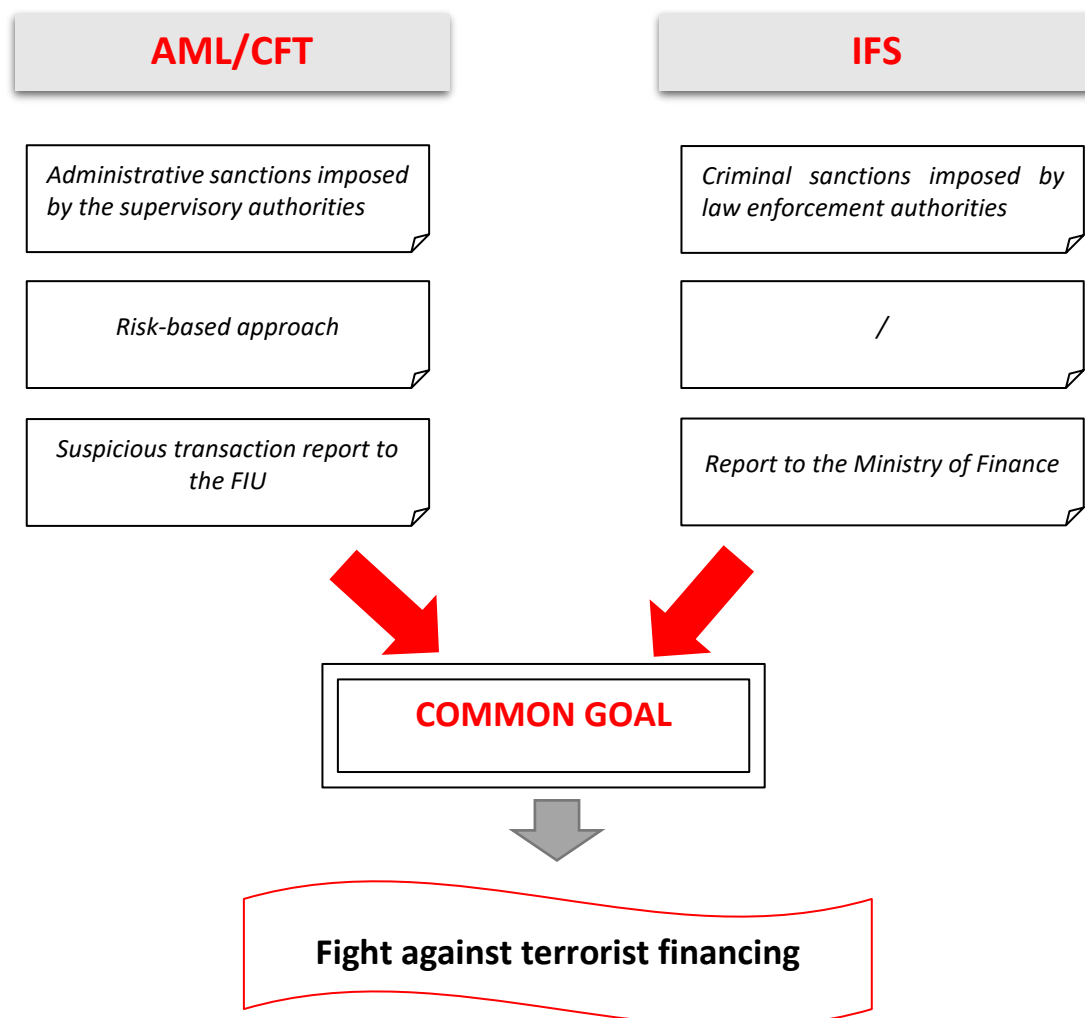 AML/CFT
IFS
Administrative sanctions imposed
by the supervisory authorities
Criminal sanctions imposed by
law enforcement authorities
Risk-based approach
/
Suspicious transaction report to
the FIU
Report to the Ministry of Finance
COMMON GOAL
Fight against terrorist financing